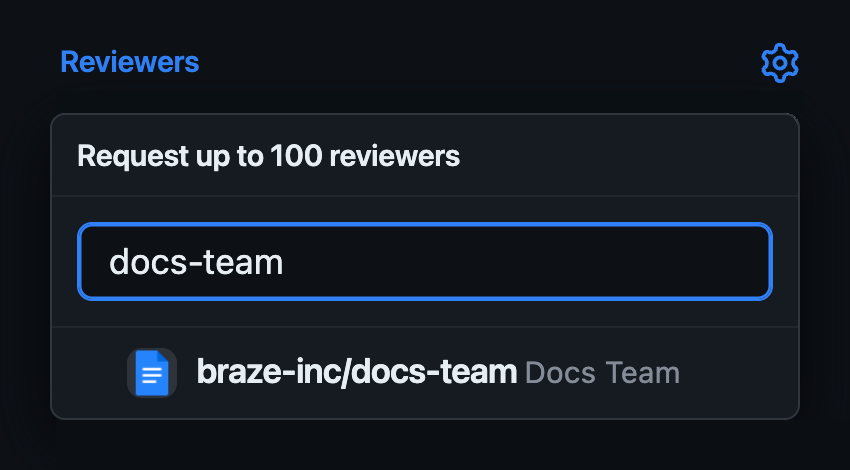 Reviewers
Request up to 100 reviewers
docs-team
braze-inc/docs-team Docs Team